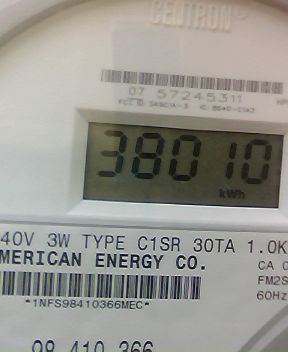 CENTRON
07 57245311
38010
kWh
40V 3W TYPE C1SR 30TA 1.0K
MERICAN ENERGY CO.
CA
FM2S
60Hz
*1NFS98410366MEC*
98 410 366